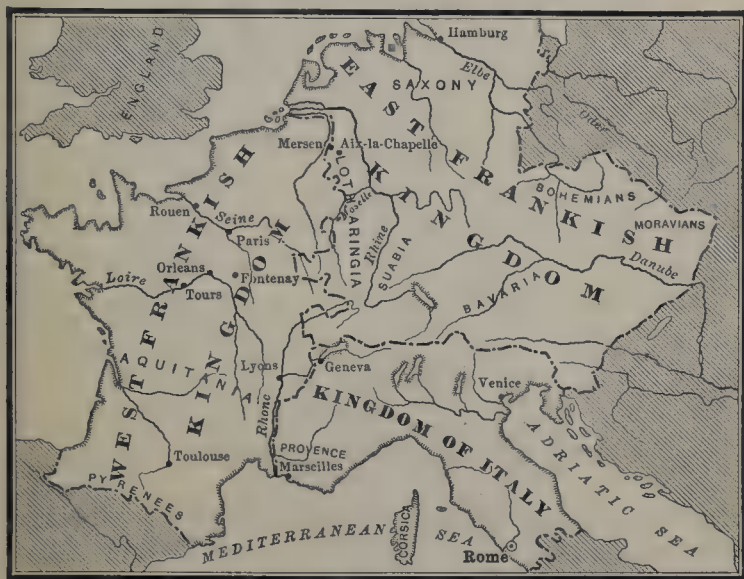 ENGLAND
Hamburg
Elbe
SAXONY
Oder
EAST FRANKISH
KINGDOM
Mersen
Aix-la-Chapelle
LOTHARINGIA
Moselle
Rhine
SUABIA
BOHEMIANS
MORAVIANS
Danube
BAVARIA
Rouen
Seine
Paris
Orleans
Fontenay
Loire
Tours
WEST FRANKISH
KINGDOM
AQUITANIA
Lyons
Geneva
Rhone
Venice
KINGDOM OF ITALY
PROVENCE
Marseilles
Toulouse
PYRENEES
ADRIATIC SEA
MEDITERRANEAN SEA
CORSICA
Rome